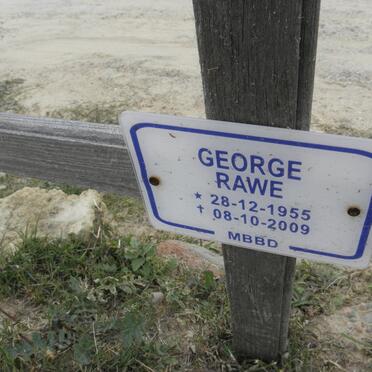 GEORGE
RAWE
★ 28-12-1955
✝ 08-10-2009
MBBD